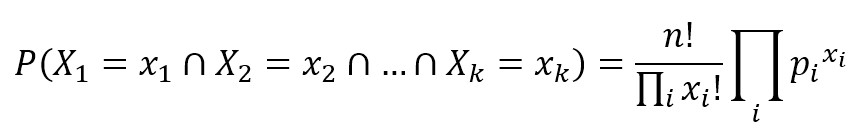 P(X₁ = x₁ ∩ X₂ = x₂ ∩ … ∩ Xₖ = xₖ) = n! / ∏ᵢ xᵢ! ∏ᵢ pᵢ^xᵢ